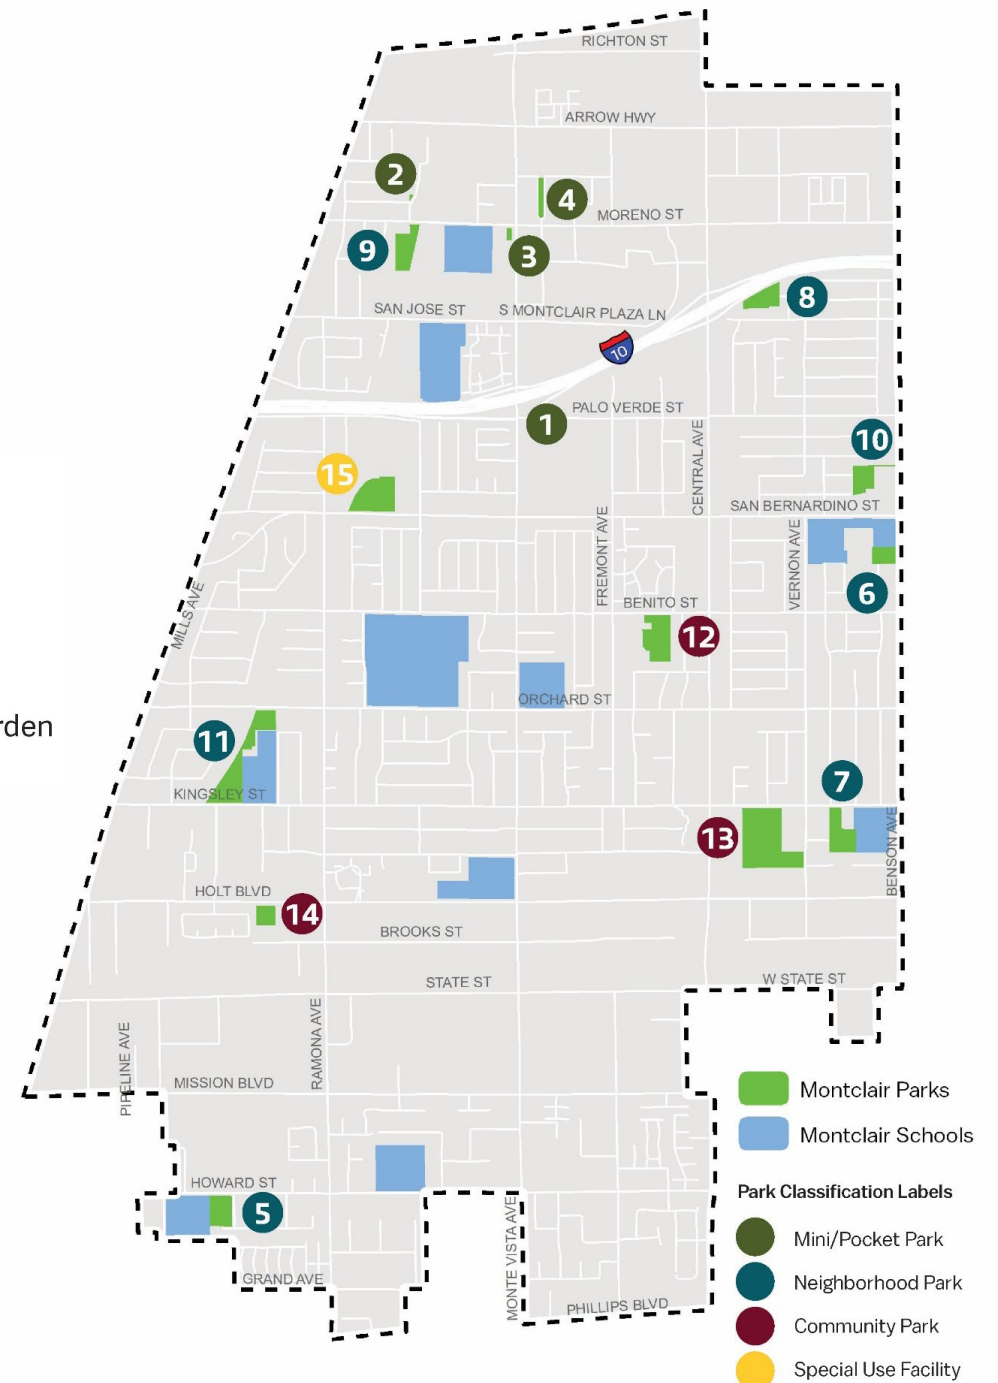 RICHTON ST
ARROW HWY
2
4
MORENO ST
9
3
8
SAN JOSE ST
S MONTCLAIR PLAZA LN
10
PALO VERDE ST
1
CENTRAL AVE
10
15
SAN BERNARDINO ST
FREMONT AVE
VERNON AVE
MILLS AVE
BENITO ST
6
12
ORCHARD ST
rden
11
KINGSLEY ST
7
13
BENSON AVE
HOLT BLVD
14
BROOKS ST
STATE ST
W STATE ST
PIPELINE AVE
RAMONA AVE
MISSION BLVD
Montclair Parks
Montclair Schools
HOWARD ST
5
Park Classification Labels
MONTE VISTA AVE
Mini/Pocket Park
GRAND AVE
Neighborhood Park
PHILLIPS BLVD
Community Park
Special Use Facility